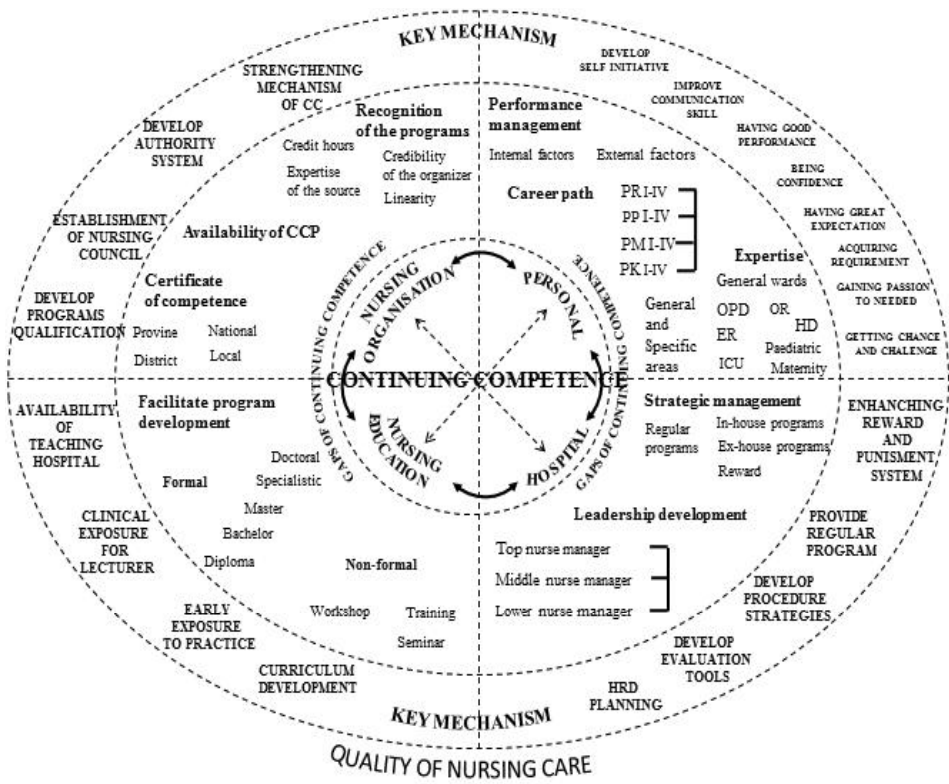 KEY MECHANISM
STRENGTHENING
MECHANISM
OF CC
DEVELOP
AUTHORITY
SYSTEM
ESTABLISHMENT
OF NURSING
COUNCIL
DEVELOP
PROGRAMS
QUALIFICATION
Recognition
of the programs
Credit hours
Expertise
of the source
Credibility
of the organizer
Linearity
Availability of CCP
Certificate
of competence
Provine
National
District
Local
DEVELOP
SELF INITIATIVE
IMPROVE
COMMUNICATION
SKILL
HAVING GOOD
PERFORMANCE
BEING
CONFIDENCE
HAVING GREAT
EXPECTATION
ACQUIRING
REQUIREMENT
GAINING PASSION
TO NEEDED
GETTING CHANCE
AND CHALENGE
Performance
management
Internal factors
External factors
Career path
PR I-IV
PP I-IV
PM I-IV
PK I-IV
Expertise
General wards
General
and
Specific
areas
OPD
OR
ER
HD
Paediatric
ICU
Maternity
GAPS OF CONTINUING COMPETENCE
GAPS OF CONTINUING COMPETENCE
NURSING
ORGANISATION
PERSONAL
CONTINUING COMPETENCE
NURSING
EDUCATION
HOSPITAL
Facilitate program
development
Formal
Doctoral
Specialistic
Master
Bachelor
Diploma
Non-formal
Workshop
Training
Seminar
AVAILABILITY
OF
TEACHING
HOSPITAL
CLINICAL
EXPOSURE
FOR
LECTURER
EARLY
EXPOSURE
TO PRACTICE
CURRICULUM
DEVELOPMENT
Strategic management
Regular
programs
In-house programs
Ex-house programs
Reward
Leadership development
Top nurse manager
Middle nurse manager
Lower nurse manager
ENHANCHING
REWARD
AND
PUNISMENT
SYSTEM
PROVIDE
REGULAR
PROGRAM
DEVELOP
PROCEDURE
STRATEGIES
DEVELOP
EVALUATION
TOOLS
HRD
PLANNING
KEY MECHANISM
QUALITY OF NURSING CARE